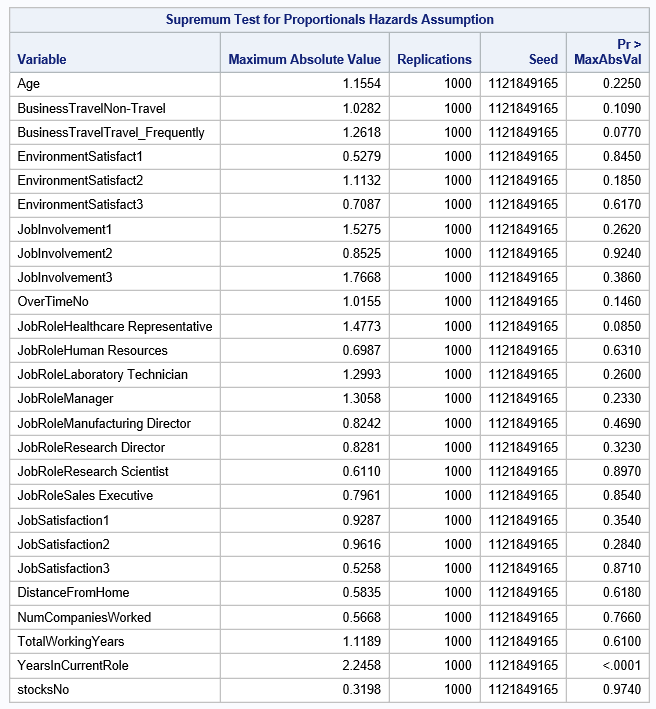 Supremum Test for Proportionals Hazards Assumption
Variable Maximum Absolute Value Replications Seed Pr > MaxAbsVal
Age 1.1554 1000 1121849165 0.2250
BusinessTravelNon-Travel 1.0282 1000 1121849165 0.1090
BusinessTravelTravel_Frequently 1.2618 1000 1121849165 0.0770
EnvironmentSatisfact1 0.5279 1000 1121849165 0.8450
EnvironmentSatisfact2 1.1132 1000 1121849165 0.1850
EnvironmentSatisfact3 0.7087 1000 1121849165 0.6170
JobInvolvement1 1.5275 1000 1121849165 0.2620
JobInvolvement2 0.8525 1000 1121849165 0.9240
JobInvolvement3 1.7668 1000 1121849165 0.3860
OverTimeNo 1.0155 1000 1121849165 0.1460
JobRoleHealthcare Representative 1.4773 1000 1121849165 0.0850
JobRoleHuman Resources 0.6987 1000 1121849165 0.6310
JobRoleLaboratory Technician 1.2993 1000 1121849165 0.2600
JobRoleManager 1.3058 1000 1121849165 0.2330
JobRoleManufacturing Director 0.8242 1000 1121849165 0.4690
JobRoleResearch Director 0.8281 1000 1121849165 0.3230
JobRoleResearch Scientist 0.6110 1000 1121849165 0.8970
JobRoleSales Executive 0.7961 1000 1121849165 0.8540
JobSatisfaction1 0.9287 1000 1121849165 0.3540
JobSatisfaction2 0.9616 1000 1121849165 0.2840
JobSatisfaction3 0.5258 1000 1121849165 0.8710
DistanceFromHome 0.5835 1000 1121849165 0.6180
NumCompaniesWorked 0.5668 1000 1121849165 0.7660
TotalWorkingYears 1.1189 1000 1121849165 0.6100
YearsInCurrentRole 2.2458 1000 1121849165 <.0001
stocksNo 0.3198 1000 1121849165 0.9740